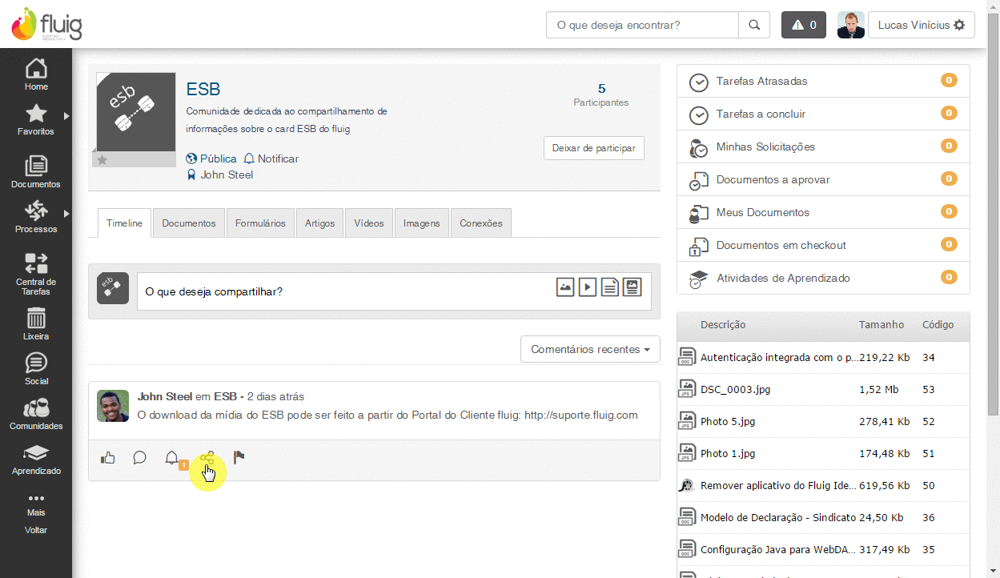 fluig
O que deseja encontrar?
0
Lucas Vinícius
Home
Favoritos
Documentos
Processos
Central de
Tarefas
Lixeira
Social
Comunidades
Aprendizado
Mais
Voltar
esb
ESB
Comunidade dedicada ao compartilhamento de
informações sobre o card ESB do fluig
Pública Notificar
John Steel
5
Participantes
Deixar de participar
Timeline Documentos Formulários Artigos Vídeos Imagens Conexões
esb
O que deseja compartilhar?
Comentários recentes
John Steel em ESB - 2 dias atrás
O download da mídia do ESB pode ser feito a partir do Portal do Cliente fluig: http://suporte.fluig.com
1
Tarefas Atrasadas 0
Tarefas a concluir 0
Minhas Solicitações 0
Documentos a aprovar 0
Meus Documentos 0
Documentos em checkout 0
Atividades de Aprendizado 0
Descrição Tamanho Código
DOC Autenticação integrada com o p... 219,22 Kb 34
JPG DSC_0003.jpg 1,52 Mb 53
JPG Photo 5.jpg 278,41 Kb 52
JPG Photo 1.jpg 174,48 Kb 51
Remover aplicativo do Fluig Ide... 619,56 Kb 50
DOC Modelo de Declaração - Sindicato 24,50 Kb 36
DOC Configuração Java para WebDA... 317,49 Kb 35